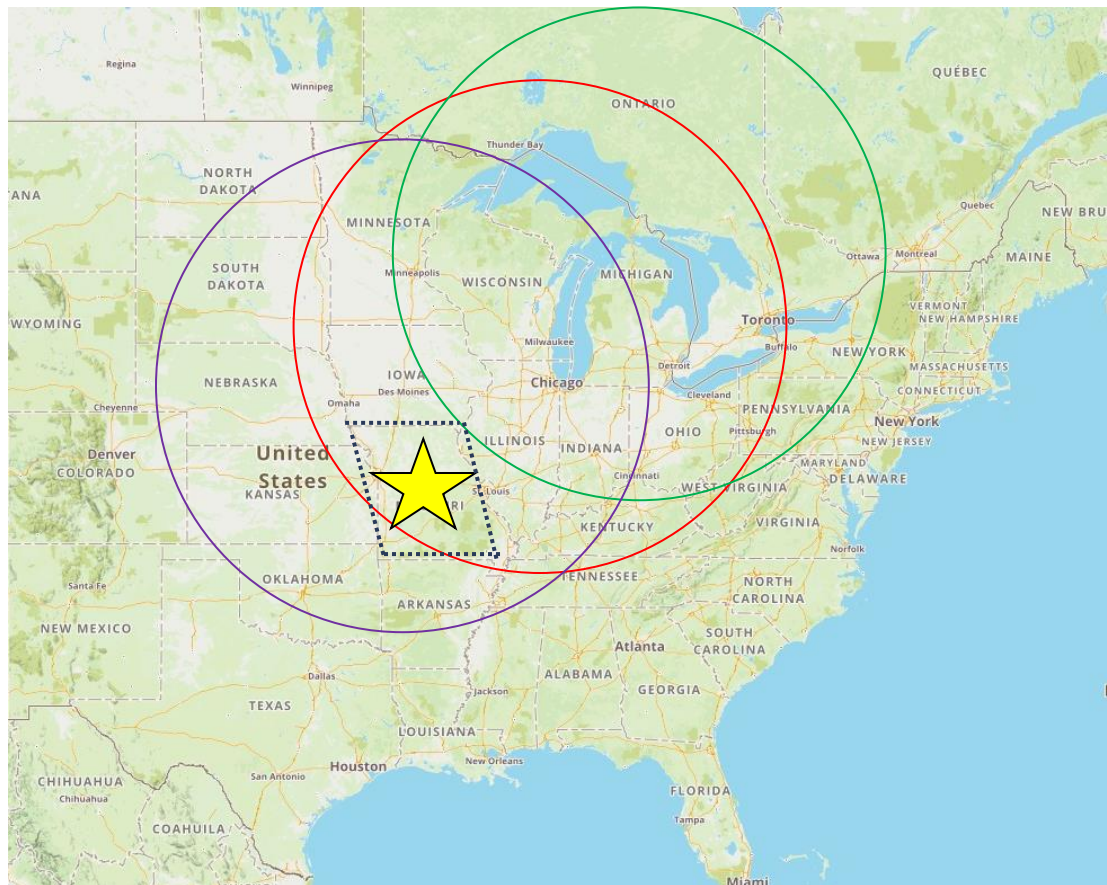 Regina
Winnipeg
QUÉBEC
ONTARIO
Thunder Bay
NORTH
DAKOTA
TANA
MINNESOTA
Quebec
NEW BRU
Ottawa
Montreal
MAINE
SOUTH
DAKOTA
Minneapolis
WISCONSIN
MICHIGAN
VERMONT
NEW HAMPSHIRE
WYOMING
Toronto
Milwaukee
Buffalo
NEW YORK
MASSACHUSETTS
Detroit
IOWA
NEBRASKA
Chicago
CONNECTICUT
Des Moines
Cleveland
Omaha
Cheyenne
PENNSYLVANIA
New York
Pittsburgh
OHIO
ILLINOIS
INDIANA
NEW JERSEY
United
States
Denver
COLORADO
MARYLAND
DELAWARE
Cincinnati
WEST VIRGINIA
KANSAS
VIRGINIA
KENTUCKY
Norfolk
OKLAHOMA
TENNESSEE
NORTH
CAROLINA
Santa Fe
ARKANSAS
NEW MEXICO
SOUTH
CAROLINA
Atlanta
Dallas
ALABAMA
GEORGIA
Jackson
TEXAS
LOUISIANA
New Orleans
Houston
San Antonio
CHIHUAHUA
Chihuahua
FLORIDA
Tampa
COAHUILA
Miami